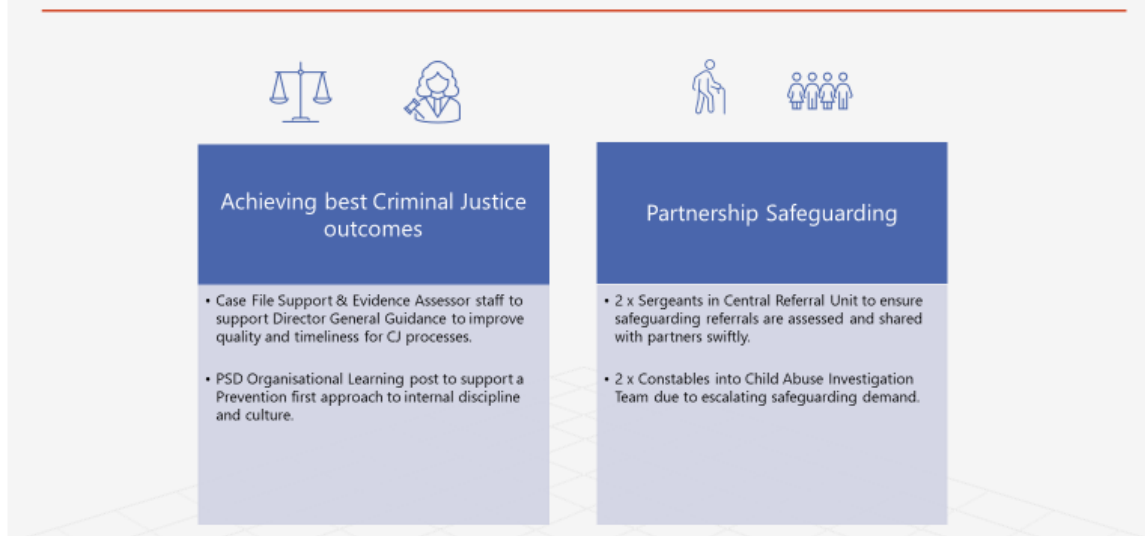 Achieving best Criminal Justice
outcomes
• Case File Support & Evidence Assessor staff to
support Director General Guidance to improve
quality and timeliness for CJ processes.
• PSD Organisational Learning post to support a
Prevention first approach to internal discipline
and culture.
Partnership Safeguarding
• 2 x Sergeants in Central Referral Unit to ensure
safeguarding referrals are assessed and shared
with partners swiftly.
• 2 x Constables into Child Abuse Investigation
Team due to escalating safeguarding demand.